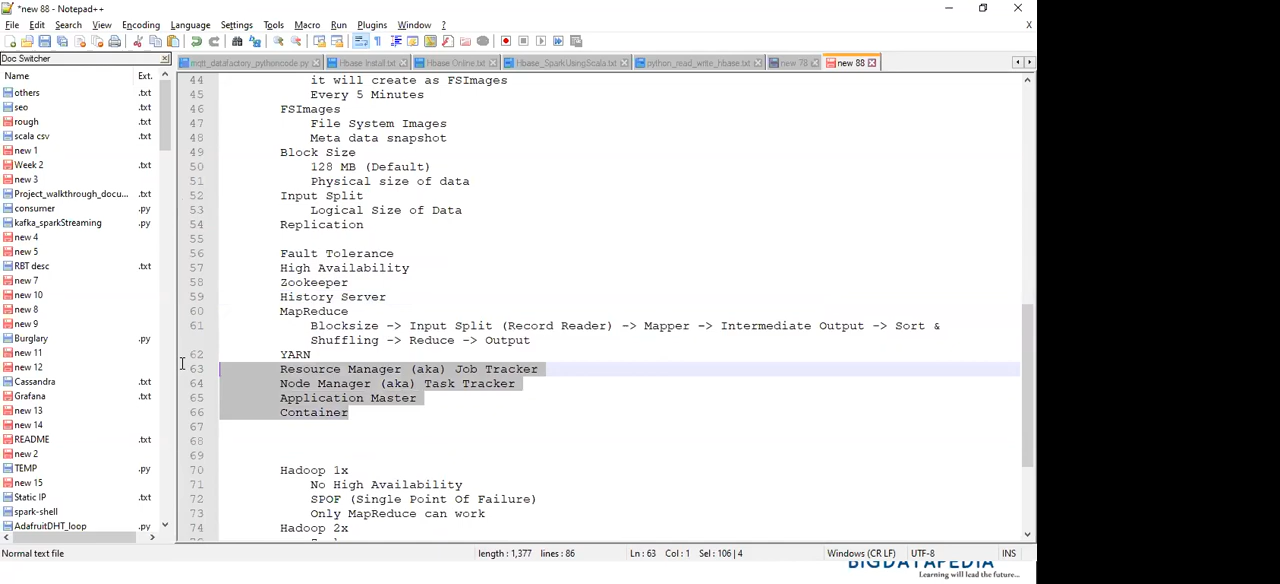 *new 88 - Notepad++
File Edit Search View Encoding Language Settings Tools Macro Run Plugins Window ?
Doc Switcher
mqtt_datafactory_pythoncode.py Hbase Install.txt Hbase Online.txt Hbase_SparkUsingScala.txt python_read_write_hbase.txt new 78 new 88
Name Ext.
others .txt
seo .txt
rough .txt
scala csv .txt
new 1
Week 2 .txt
new 3
Project_walkthrough_docu... .txt
consumer .py
kafka_sparkStreaming .py
new 4
new 5
RBT desc .txt
new 7
new 10
new 8
new 9
Burglary .py
new 11
new 12
Cassandra .txt
Grafana .txt
new 13
new 14
README .txt
new 2
TEMP .py
new 15
Static IP .txt
spark-shell .txt
AdafruitDHT_loop .py
44 it will create as FSImages
45 Every 5 Minutes
46 FSImages
47 File System Images
48 Meta data snapshot
49 Block Size
50 128 MB (Default)
51 Physical size of data
52 Input Split
53 Logical Size of Data
54 Replication
55
56 Fault Tolerance
57 High Availability
58 Zookeeper
59 History Server
60 MapReduce
61 Blocksize -> Input Split (Record Reader) -> Mapper -> Intermediate Output -> Sort &
Shuffling -> Reduce -> Output
62 YARN
63 Resource Manager (aka) Job Tracker
64 Node Manager (aka) Task Tracker
65 Application Master
66 Container
67
68
69
70 Hadoop 1x
71 No High Availability
72 SPOF (Single Point Of Failure)
73 Only MapReduce can work
74 Hadoop 2x
Normal text file length : 1,377 lines : 86 Ln : 63 Col : 1 Sel : 106 | 4 Windows (CR LF) UTF-8 INS
BIGDATAPEDIA
Learning will lead the future...